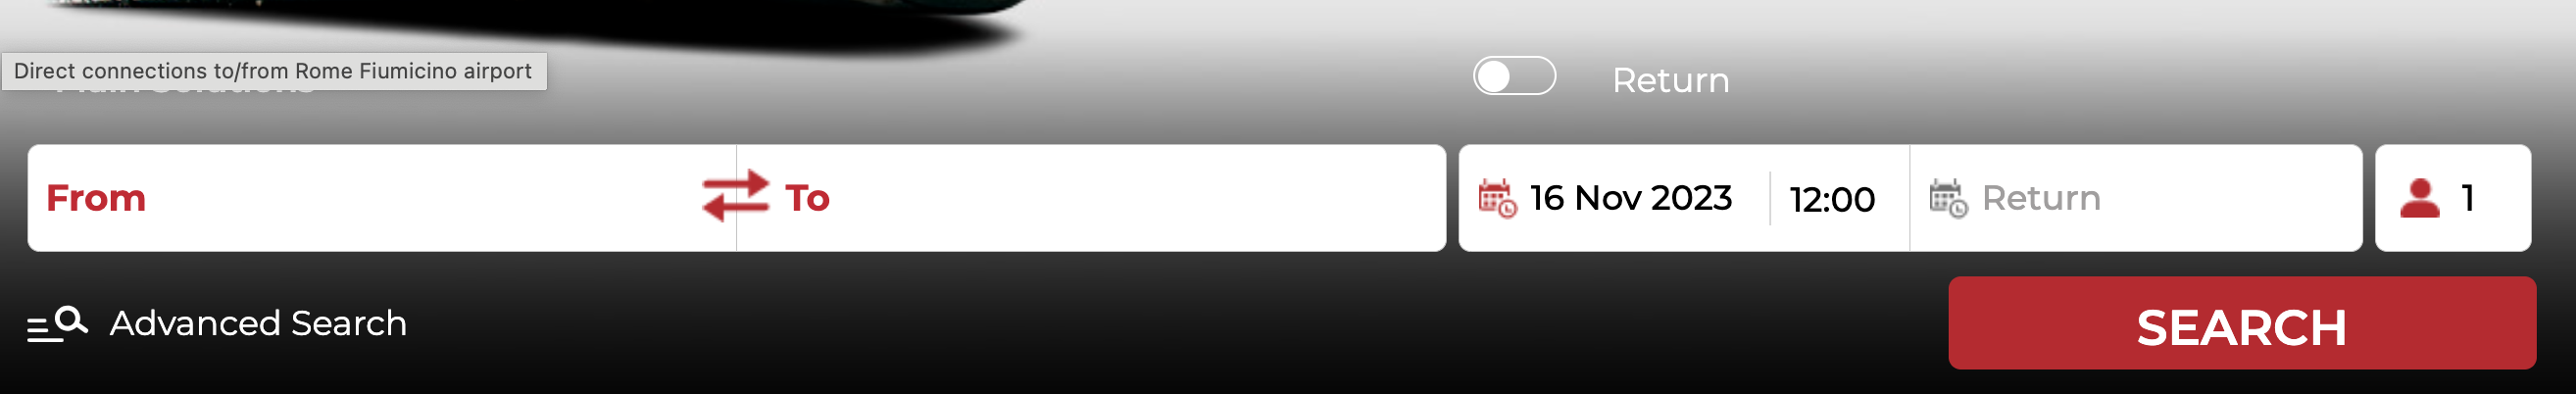 Direct connections to/from Rome Fiumicino airport
Return
From
To
16 Nov 2023
12:00
Return
1
Advanced Search
SEARCH